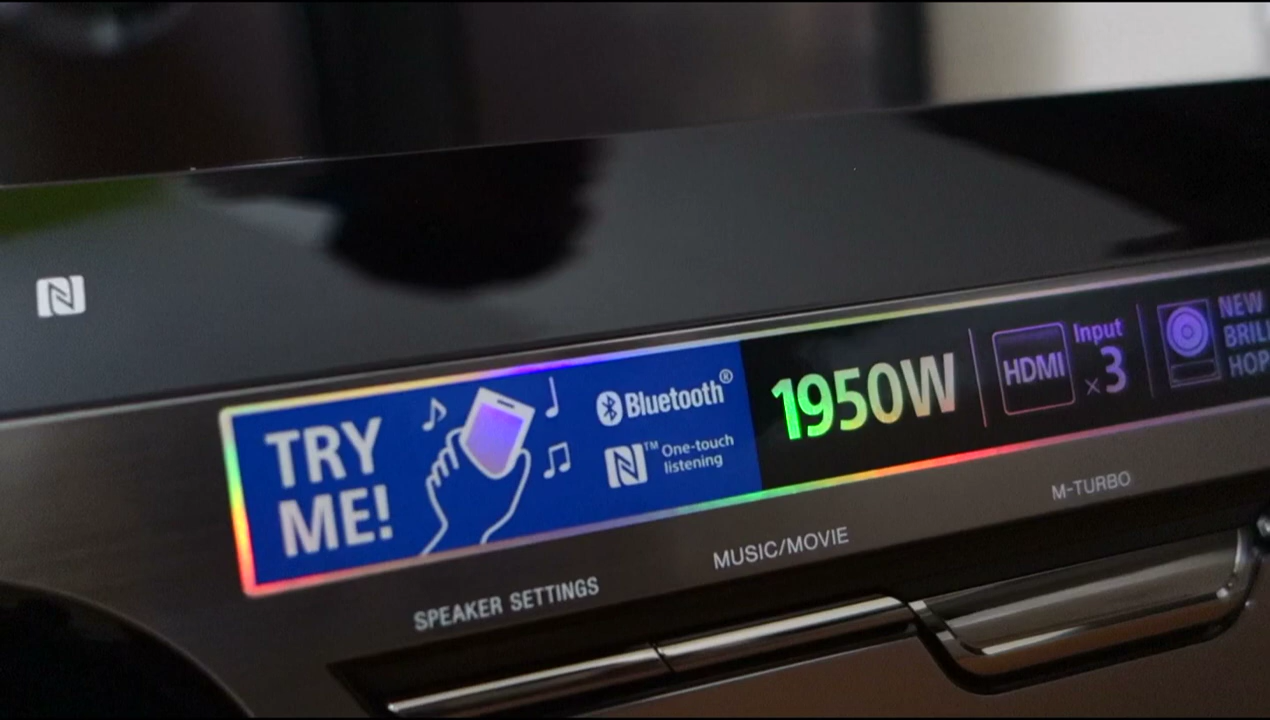 TRY
ME!
Bluetooth®
™ One-touch
listening
1950W
HDMI
Input
×3
NEW
SPEAKER SETTINGS
MUSIC/MOVIE
M-TURBO